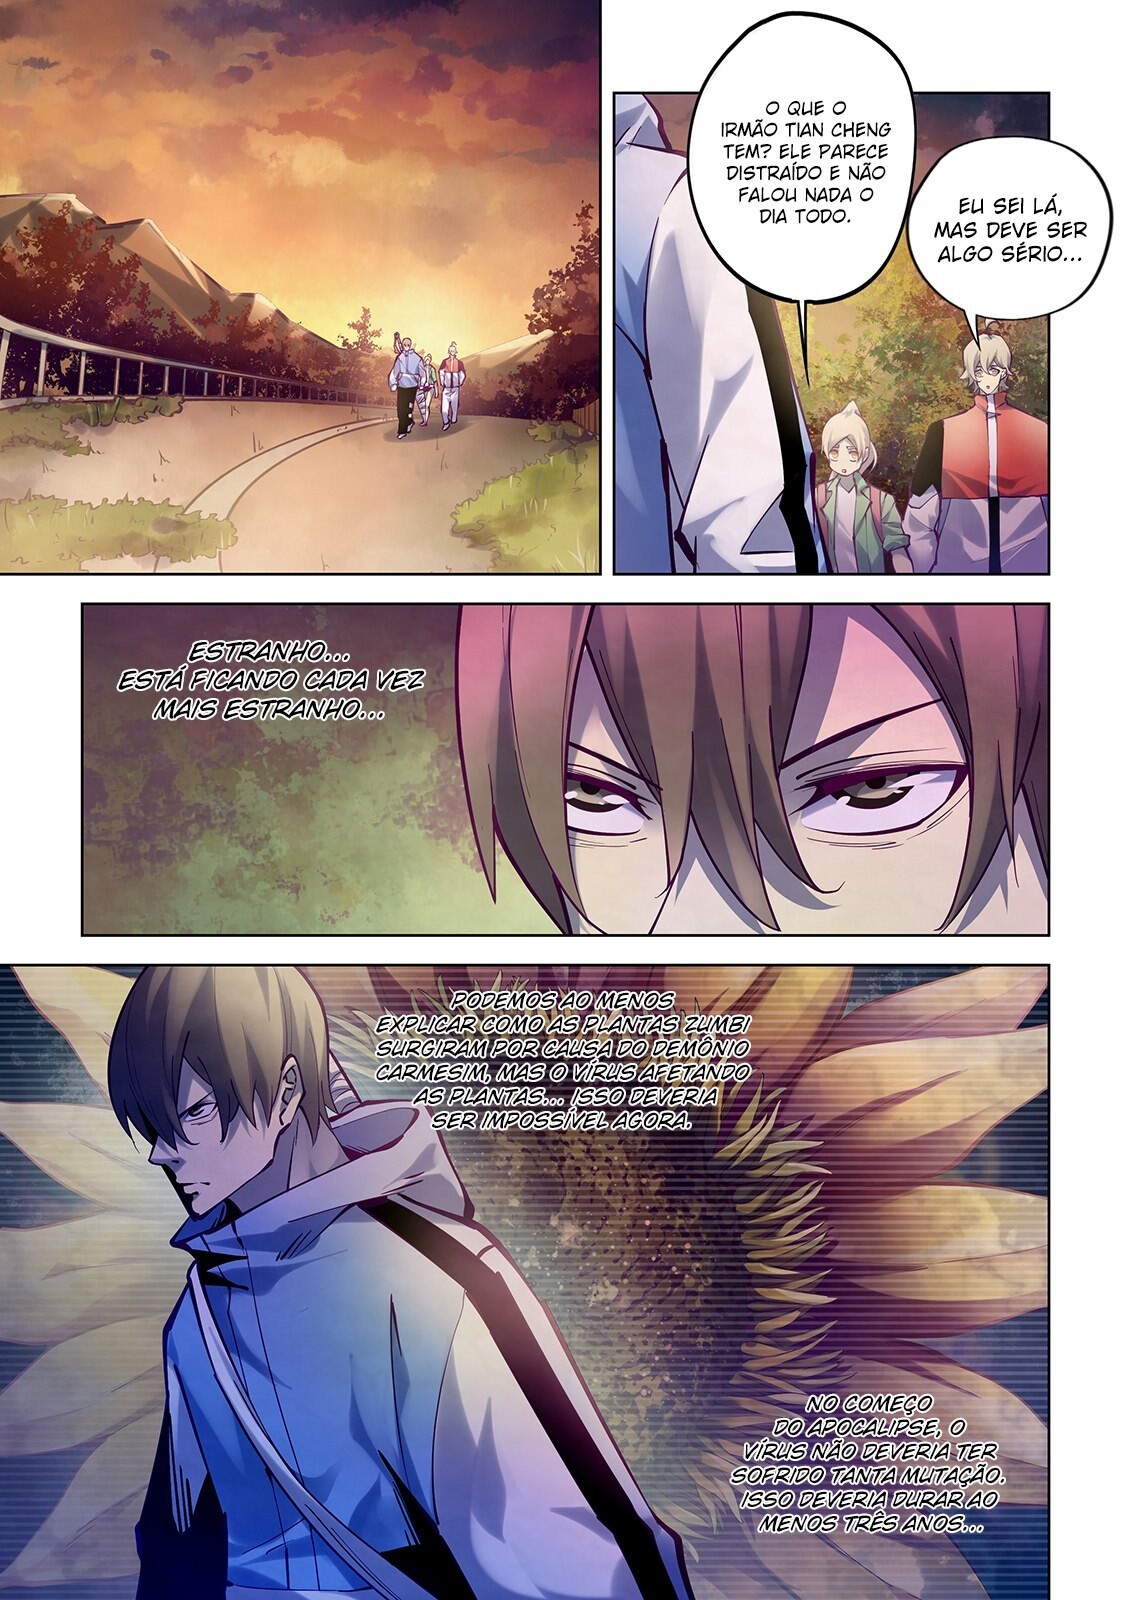 O QUE O
IRMÃO TIAN CHENG
TEM? ELE PARECE
DISTRAÍDO E NÃO
FALOU NADA O
DIA TODO.
EU SEI LÁ,
MAS DEVE SER
ALGO SÉRIO...
ESTRANHO...
ESTÁ FICANDO CADA VEZ
MAIS ESTRANHO...
PODEMOS AO MENOS
EXPLICAR COMO AS PLANTAS ZUMBI
SURGIRAM POR CAUSA DO DEMÔNIO
CARMESIM, MAS O VÍRUS AFETANDO
AS PLANTAS... ISSO DEVERIA
SER IMPOSSÍVEL AGORA.
NO COMEÇO
DO APOCALIPSE, O
VÍRUS NÃO DEVERIA TER
SOFRIDO TANTA MUTAÇÃO.
ISSO DEVERIA DURAR AO
MENOS TRÊS ANOS...